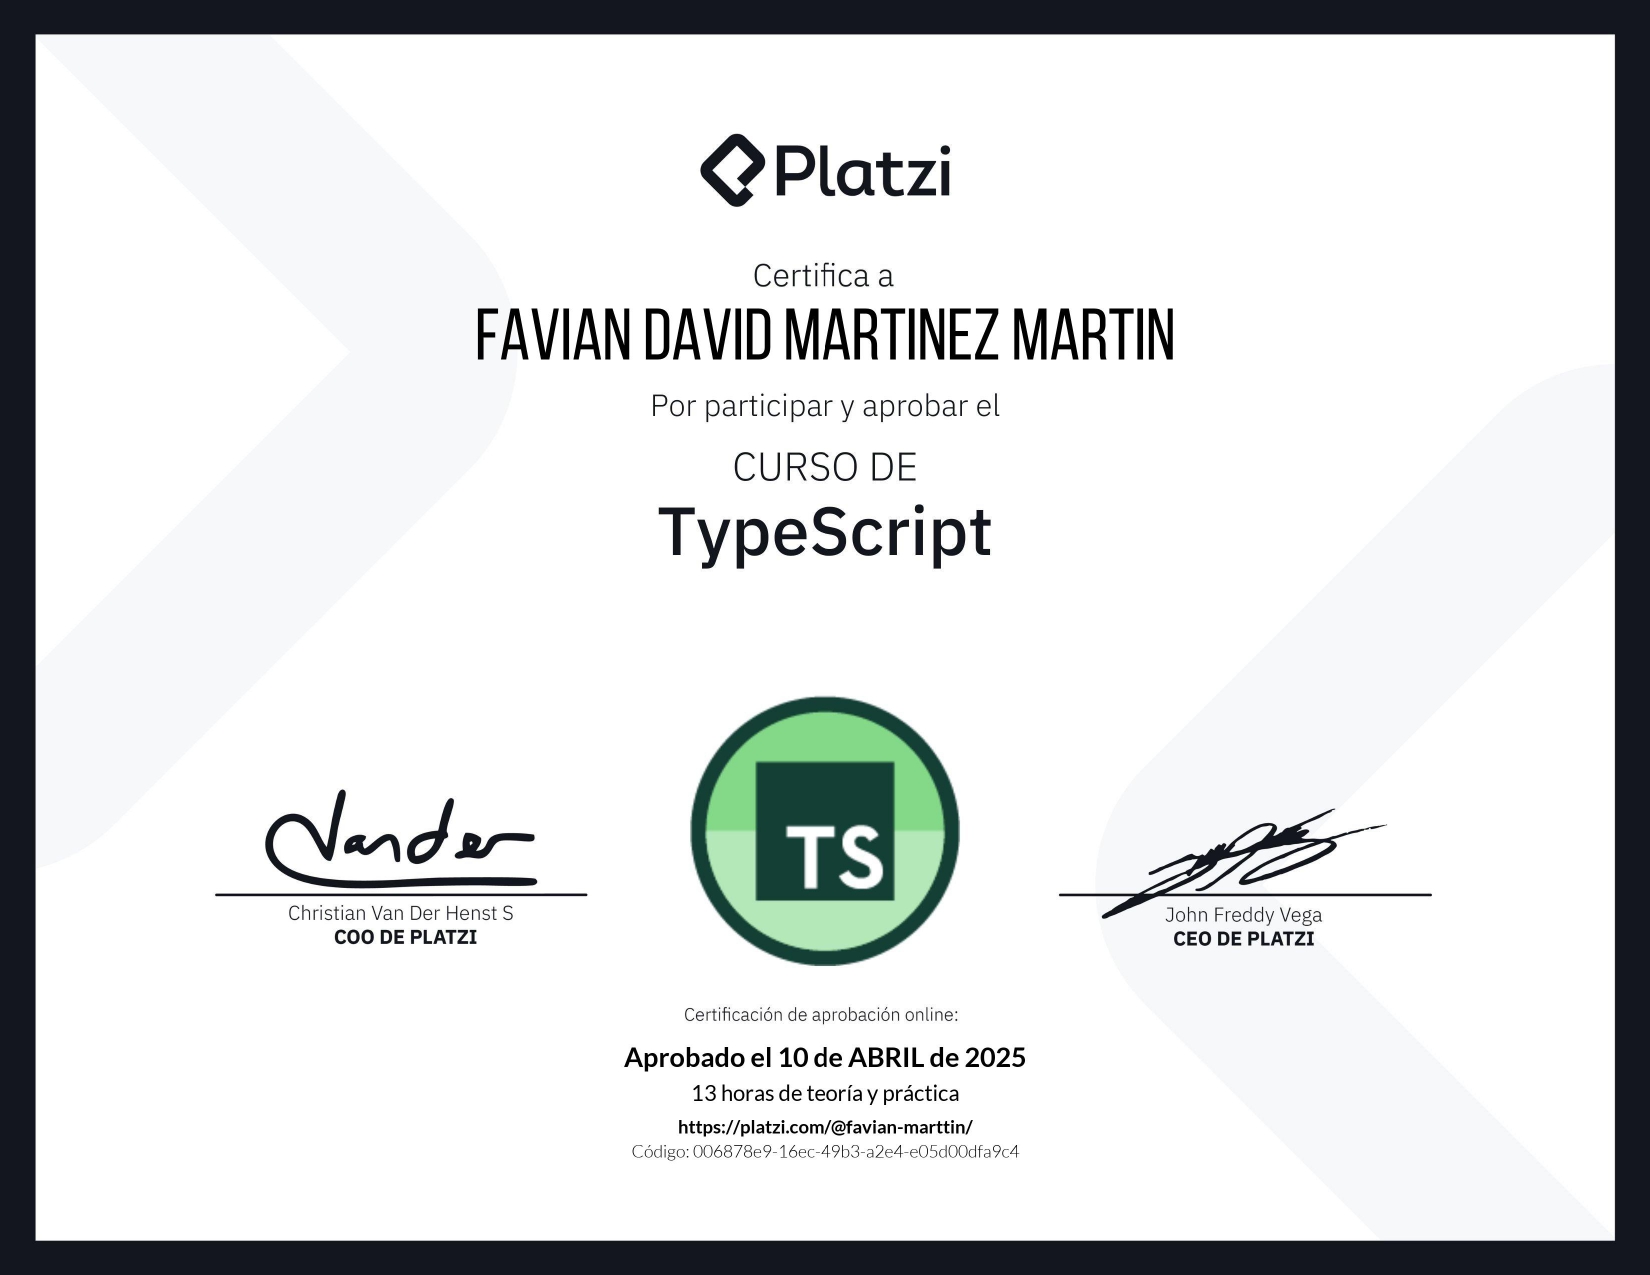 Platzi
Certifica a
FAVIAN DAVID MARTINEZ MARTIN
Por participar y aprobar el
CURSO DE
TypeScript
TS
Vander
Christian Van Der Henst S
COO DE PLATZI
John Freddy Vega
CEO DE PLATZI
Certificación de aprobación online:
Aprobado el 10 de ABRIL de 2025
13 horas de teoría y práctica
https://platzi.com/@favian-marttin/
Código: 006878e9-16ec-49b3-a2e4-e05d00dfa9c4